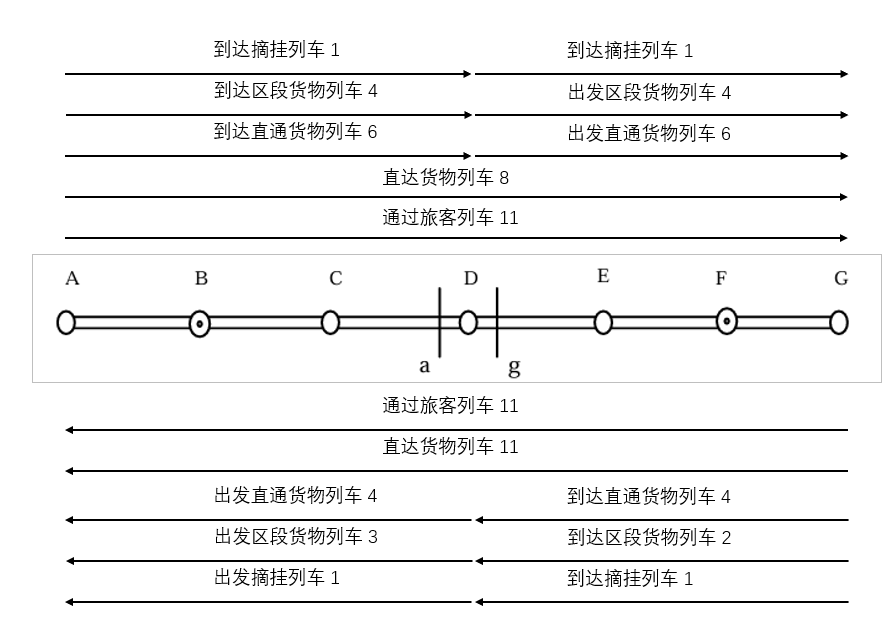 到达摘挂列车 1 到达摘挂列车 1
到达区段货物列车 4 出发区段货物列车 4
到达直通货物列车 6 出发直通货物列车 6
直达货物列车 8
通过旅客列车 11
A B C D E F G
a g
通过旅客列车 11
直达货物列车 11
出发直通货物列车 4 到达直通货物列车 4
出发区段货物列车 3 到达区段货物列车 2
出发摘挂列车 1 到达摘挂列车 1